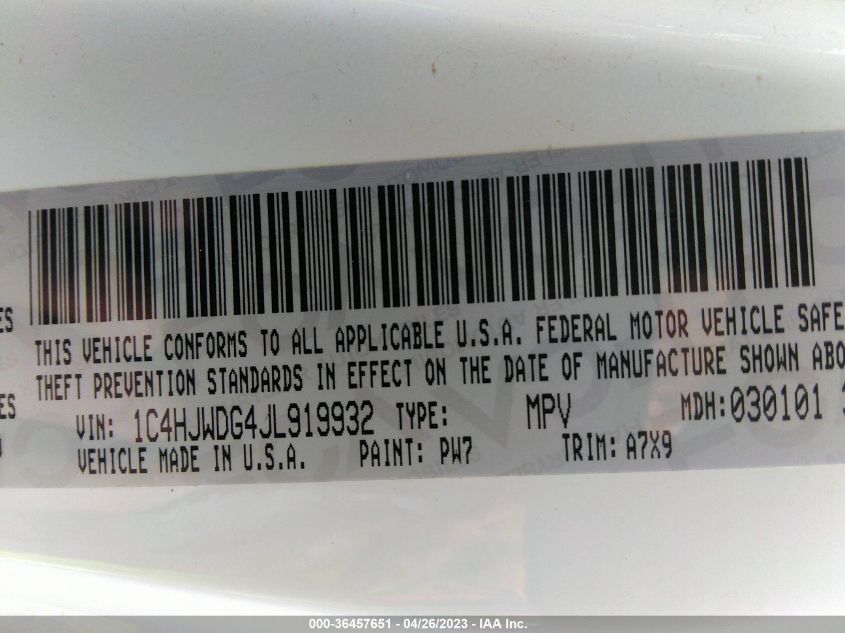 ES
THIS VEHICLE CONFORMS TO ALL APPLICABLE U.S.A. FEDERAL MOTOR VEHICLE SAFE
THEFT PREVENTION STANDARDS IN EFFECT ON THE DATE OF MANUFACTURE SHOWN ABO
ES
VIN: 1C4HJWDG4JL919932 TYPE: MPV MDH:030101
VEHICLE MADE IN U.S.A. PAINT: PW7 TRIM: A7X9
000-36457651 - 04/26/2023 - IAA Inc.